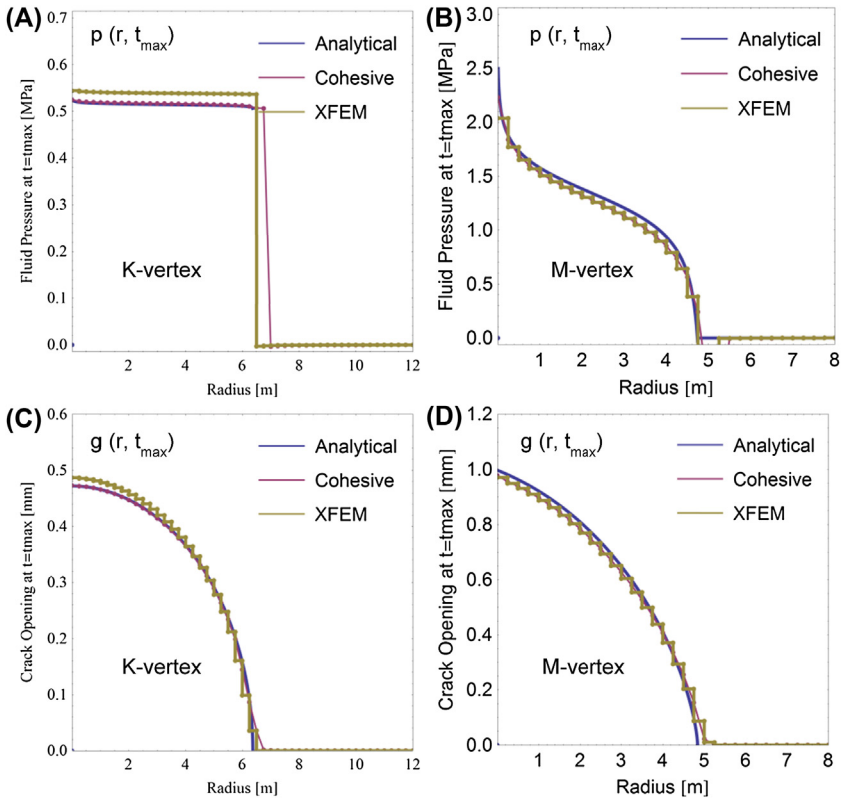 (A)
p (r, tmax)
Analytical
Cohesive
XFEM
K-vertex
Fluid Pressure at t=tmax [MPa]
0.7
0.6
0.5
0.4
0.3
0.2
0.1
0.0
2 4 6 8 10 12
Radius [m]
(B)
p (r, tmax)
Analytical
Cohesive
XFEM
M-vertex
Fluid Pressure at t=tmax [MPa]
3.0
2.5
2.0
1.5
1.0
0.5
0.0
1 2 3 4 5 6 7 8
Radius [m]
(C)
g (r, tmax)
Analytical
Cohesive
XFEM
K-vertex
Crack Opening at t=tmax [mm]
0.6
0.5
0.4
0.3
0.2
0.1
0.0
2 4 6 8 10 12
Radius [m]
(D)
g (r, tmax)
Analytical
Cohesive
XFEM
M-vertex
Crack Opening at t=tmax [mm]
1.2
1.0
0.8
0.6
0.4
0.2
0.0
1 2 3 4 5 6 7 8
Radius [m]